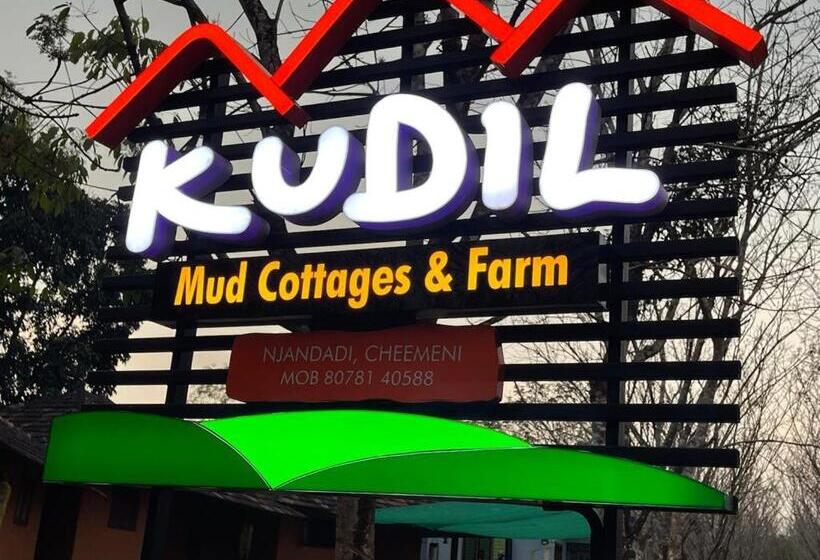 KUDIL
Mud Cottages & Farm
NJANDADI, CHEEMENI
MOB 80781 40588